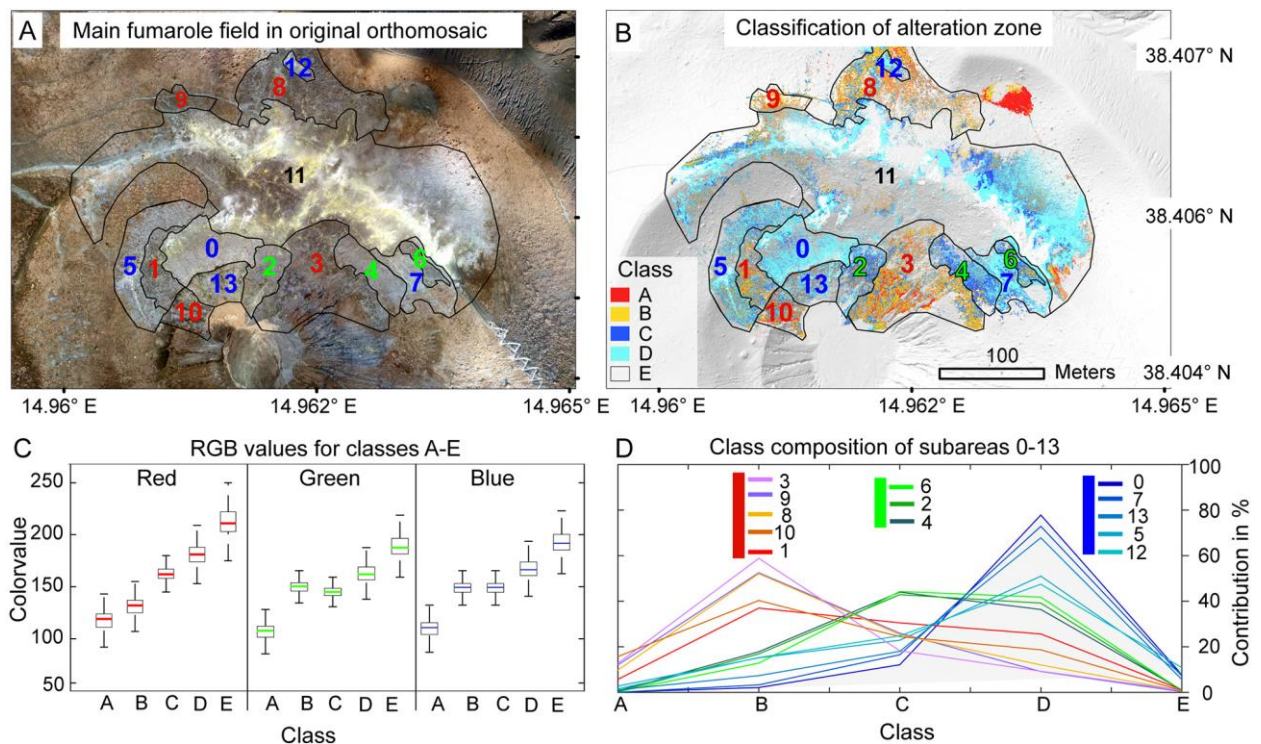 A Main fumarole field in original orthomosaic
12
8
9
11
0
5 1 2 3 4 6
13 7
10
14.96° E 14.962° E 14.965° E
B Classification of alteration zone
38.407° N
12
8
9
11
38.406° N
0
5 1 2 3 4 6
13 7
10
Class
A
B
C
D
E
100
Meters
38.404° N
14.96° E 14.962° E 14.965° E
C RGB values for classes A-E
Red Green Blue
250
200
150
100
50
Colorvalue
A B C D E A B C D E A B C D E
Class
D Class composition of subareas 0-13
3
9
8
10
1
6
2
4
0
7
13
5
12
100
80
60
40
20
0
Contribution in %
A B C D E
Class